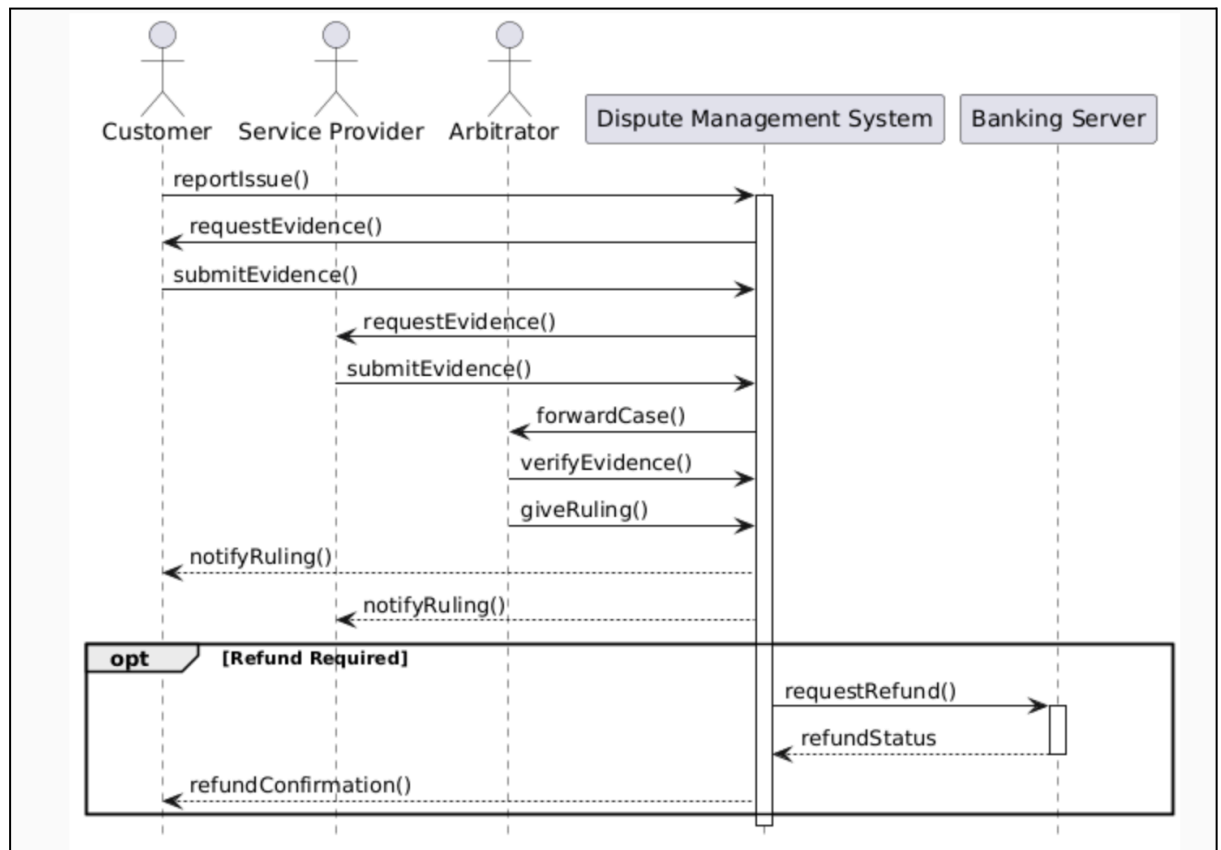 Customer
Service Provider
Arbitrator
Dispute Management System
Banking Server
reportIssue()
requestEvidence()
submitEvidence()
requestEvidence()
submitEvidence()
forwardCase()
verifyEvidence()
giveRuling()
notifyRuling()
notifyRuling()
opt [Refund Required]
requestRefund()
refundStatus
refundConfirmation()